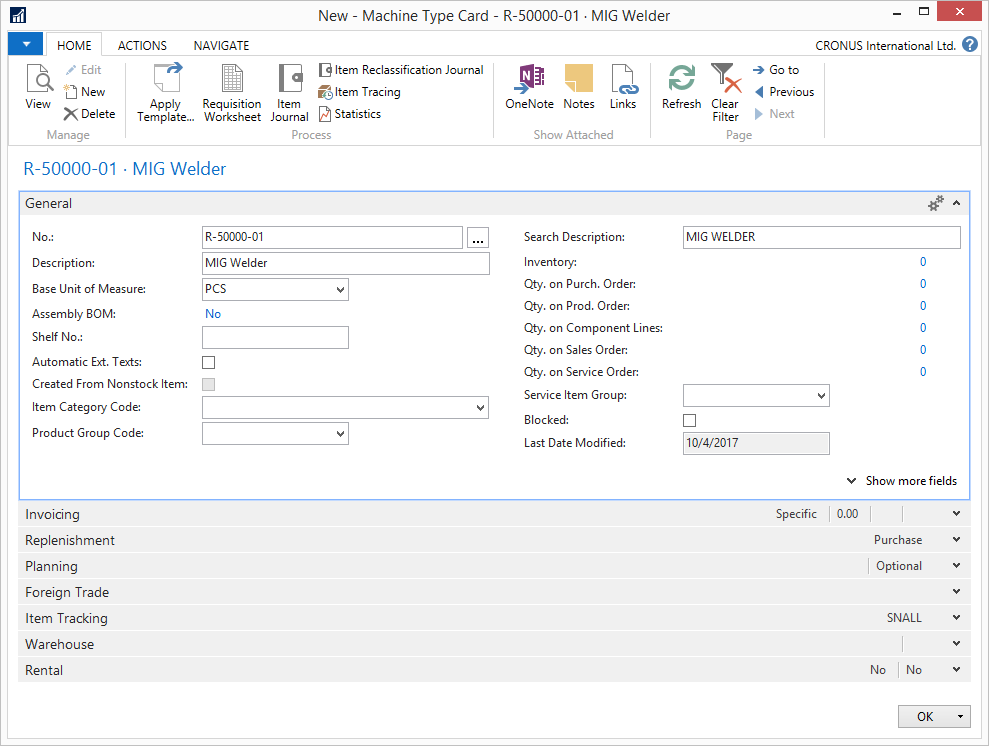 New - Machine Type Card - R-50000-01 · MIG Welder
HOME ACTIONS NAVIGATE CRONUS International Ltd. ?
View
Edit
New
Delete
Manage
Apply
Template...
Requisition
Worksheet
Item
Journal
Item Reclassification Journal
Item Tracing
Statistics
Process
OneNote
Notes
Links
Show Attached
Refresh
Clear
Filter
Go to
Previous
Next
Page
R-50000-01 · MIG Welder
General
No.: R-50000-01 ...
Description: MIG Welder
Base Unit of Measure: PCS
Assembly BOM: No
Shelf No.:
Automatic Ext. Texts:
Created From Nonstock Item:
Item Category Code:
Product Group Code:
Search Description: MIG WELDER
Inventory: 0
Qty. on Purch. Order: 0
Qty. on Prod. Order: 0
Qty. on Component Lines: 0
Qty. on Sales Order: 0
Qty. on Service Order: 0
Service Item Group:
Blocked:
Last Date Modified: 10/4/2017
Show more fields
Invoicing Specific 0.00
Replenishment Purchase
Planning Optional
Foreign Trade
Item Tracking SNALL
Warehouse
Rental No No
OK